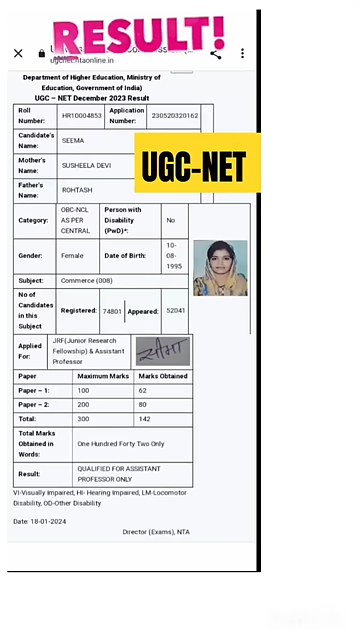 RESULT!
ugcnet.ntaonline.in
Department of Higher Education, Ministry of
Education, Government of India)
UGC – NET December 2023 Result
Roll Number: HR10004853 Application Number: 230520320162
Candidate's Name: SEEMA
UGC-NET
Mother's Name: SUSHEELA DEVI
Father's Name: ROHTASH
Category: OBC-NCL AS PER CENTRAL Person with Disability (PwD)*: No
Gender: Female Date of Birth: 10-08-1995
Subject: Commerce (008)
No of Candidates in this Subject Registered: 74801 Appeared: 52041
Applied For: JRF(Junior Research Fellowship) & Assistant Professor सीमा
Paper Maximum Marks Marks Obtained
Paper – 1: 100 62
Paper – 2: 200 80
Total: 300 142
Total Marks Obtained in Words: One Hundred Forty Two Only
Result: QUALIFIED FOR ASSISTANT PROFESSOR ONLY
VI-Visually Impaired, HI- Hearing Impaired, LM-Locomotor
Disability, OD-Other Disability
Date: 18-01-2024
Director (Exams), NTA